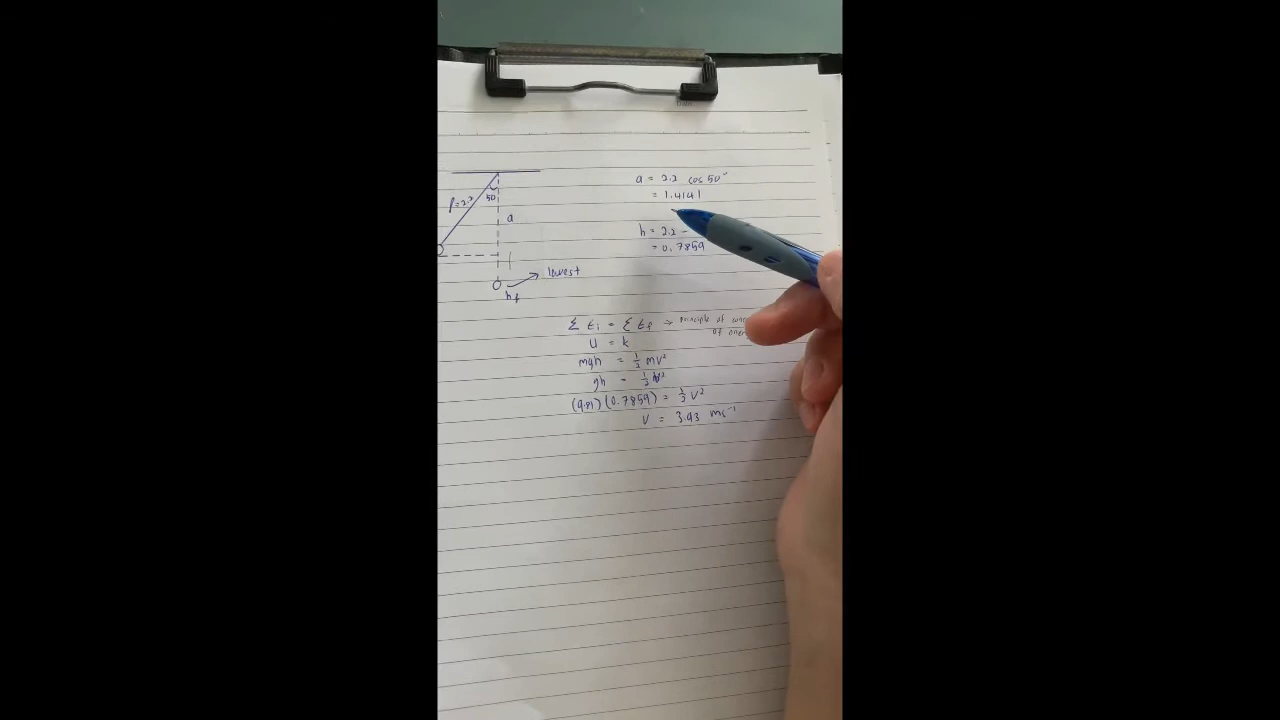 l = 2.2
50
a
lowest
hf
a = 2.2 cos 50°
= 1.4141
h = 2.2 -
= 0.7859
Σ Ei = Σ Ef → principle of
of
U = k
mgh = ½ mv²
gh = ½ v²
(9.81)(0.7859) = ½ v²
V = 3.93 ms⁻¹